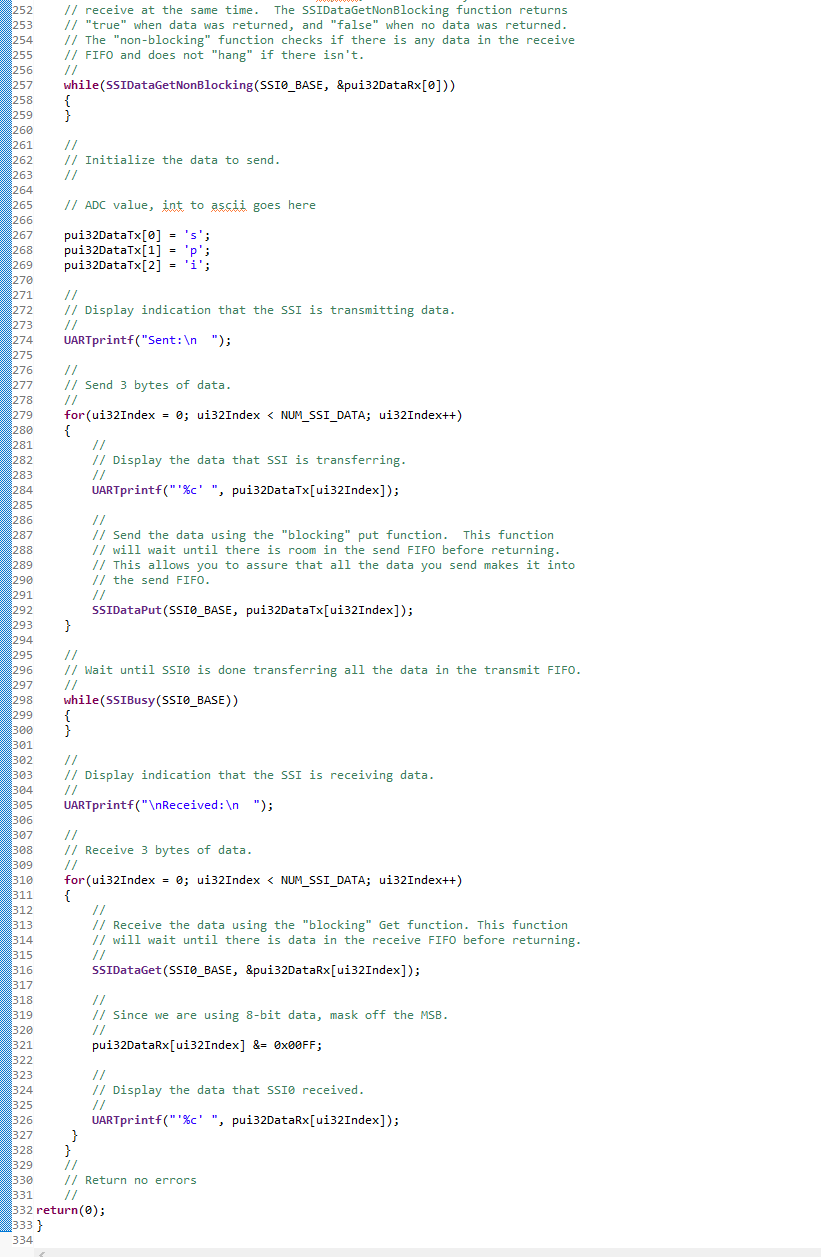 252 // receive at the same time.  The SSIDataGetNonBlocking function returns
253 // "true" when data was returned, and "false" when no data was returned.
254 // The "non-blocking" function checks if there is any data in the receive
255 // FIFO and does not "hang" if there isn't.
256 //
257 while(SSIDataGetNonBlocking(SSI0_BASE, &pui32DataRx[0]))
258 {
259 }
260
261 //
262 // Initialize the data to send.
263 //
264
265 // ADC value, int to ascii goes here
266
267 pui32DataTx[0] = 's';
268 pui32DataTx[1] = 'p';
269 pui32DataTx[2] = 'i';
270
271 //
272 // Display indication that the SSI is transmitting data.
273 //
274 UARTprintf("Sent:\n  ");
275
276 //
277 // Send 3 bytes of data.
278 //
279 for(ui32Index = 0; ui32Index < NUM_SSI_DATA; ui32Index++)
280 {
281 //
282 // Display the data that SSI is transferring.
283 //
284 UARTprintf("'%c' ", pui32DataTx[ui32Index]);
285
286 //
287 // Send the data using the "blocking" put function.  This function
288 // will wait until there is room in the send FIFO before returning.
289 // This allows you to assure that all the data you send makes it into
290 // the send FIFO.
291 //
292 SSIDataPut(SSI0_BASE, pui32DataTx[ui32Index]);
293 }
294
295 //
296 // Wait until SSI0 is done transferring all the data in the transmit FIFO.
297 //
298 while(SSIBusy(SSI0_BASE))
299 {
300 }
301
302 //
303 // Display indication that the SSI is receiving data.
304 //
305 UARTprintf("\nReceived:\n  ");
306
307 //
308 // Receive 3 bytes of data.
309 //
310 for(ui32Index = 0; ui32Index < NUM_SSI_DATA; ui32Index++)
311 {
312 //
313 // Receive the data using the "blocking" Get function. This function
314 // will wait until there is data in the receive FIFO before returning.
315 //
316 SSIDataGet(SSI0_BASE, &pui32DataRx[ui32Index]);
317
318 //
319 // Since we are using 8-bit data, mask off the MSB.
320 //
321 pui32DataRx[ui32Index] &= 0x00FF;
322
323 //
324 // Display the data that SSI0 received.
325 //
326 UARTprintf("'%c' ", pui32DataRx[ui32Index]);
327 }
328 }
329 //
330 // Return no errors
331 //
332 return(0);
333 }
334